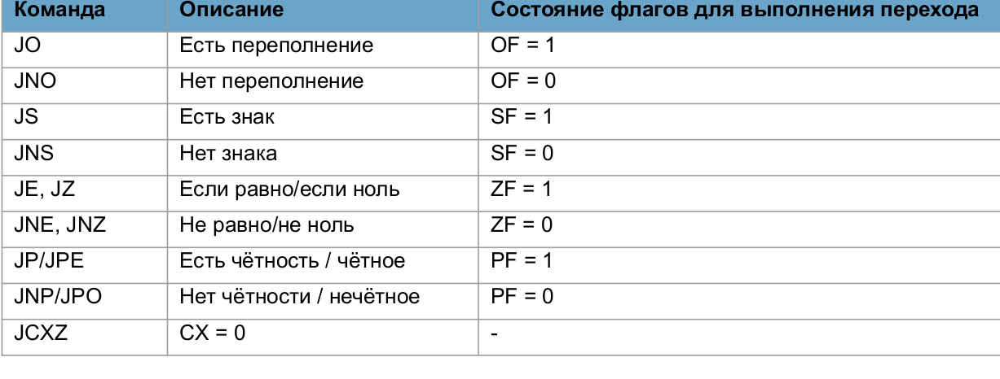 Команда Описание Состояние флагов для выполнения перехода
JO Есть переполнение OF = 1
JNO Нет переполнение OF = 0
JS Есть знак SF = 1
JNS Нет знака SF = 0
JE, JZ Если равно/если ноль ZF = 1
JNE, JNZ Не равно/не ноль ZF = 0
JP/JPE Есть чётность / чётное PF = 1
JNP/JPO Нет чётности / нечётное PF = 0
JCXZ CX = 0 -